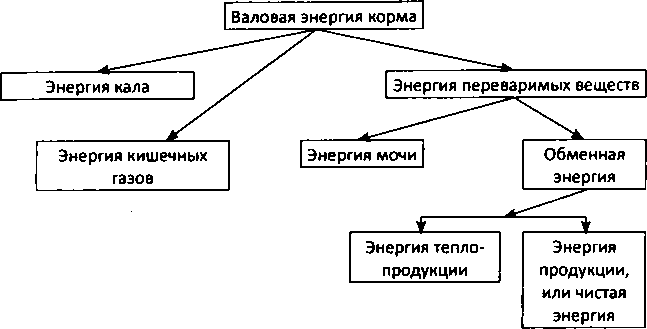 Валовая энергия корма
Энергия кала
Энергия переваримых веществ
Энергия кишечных
газов
Энергия мочи
Обменная
энергия
Энергия тепло-
продукции
Энергия
продукции,
или чистая
энергия